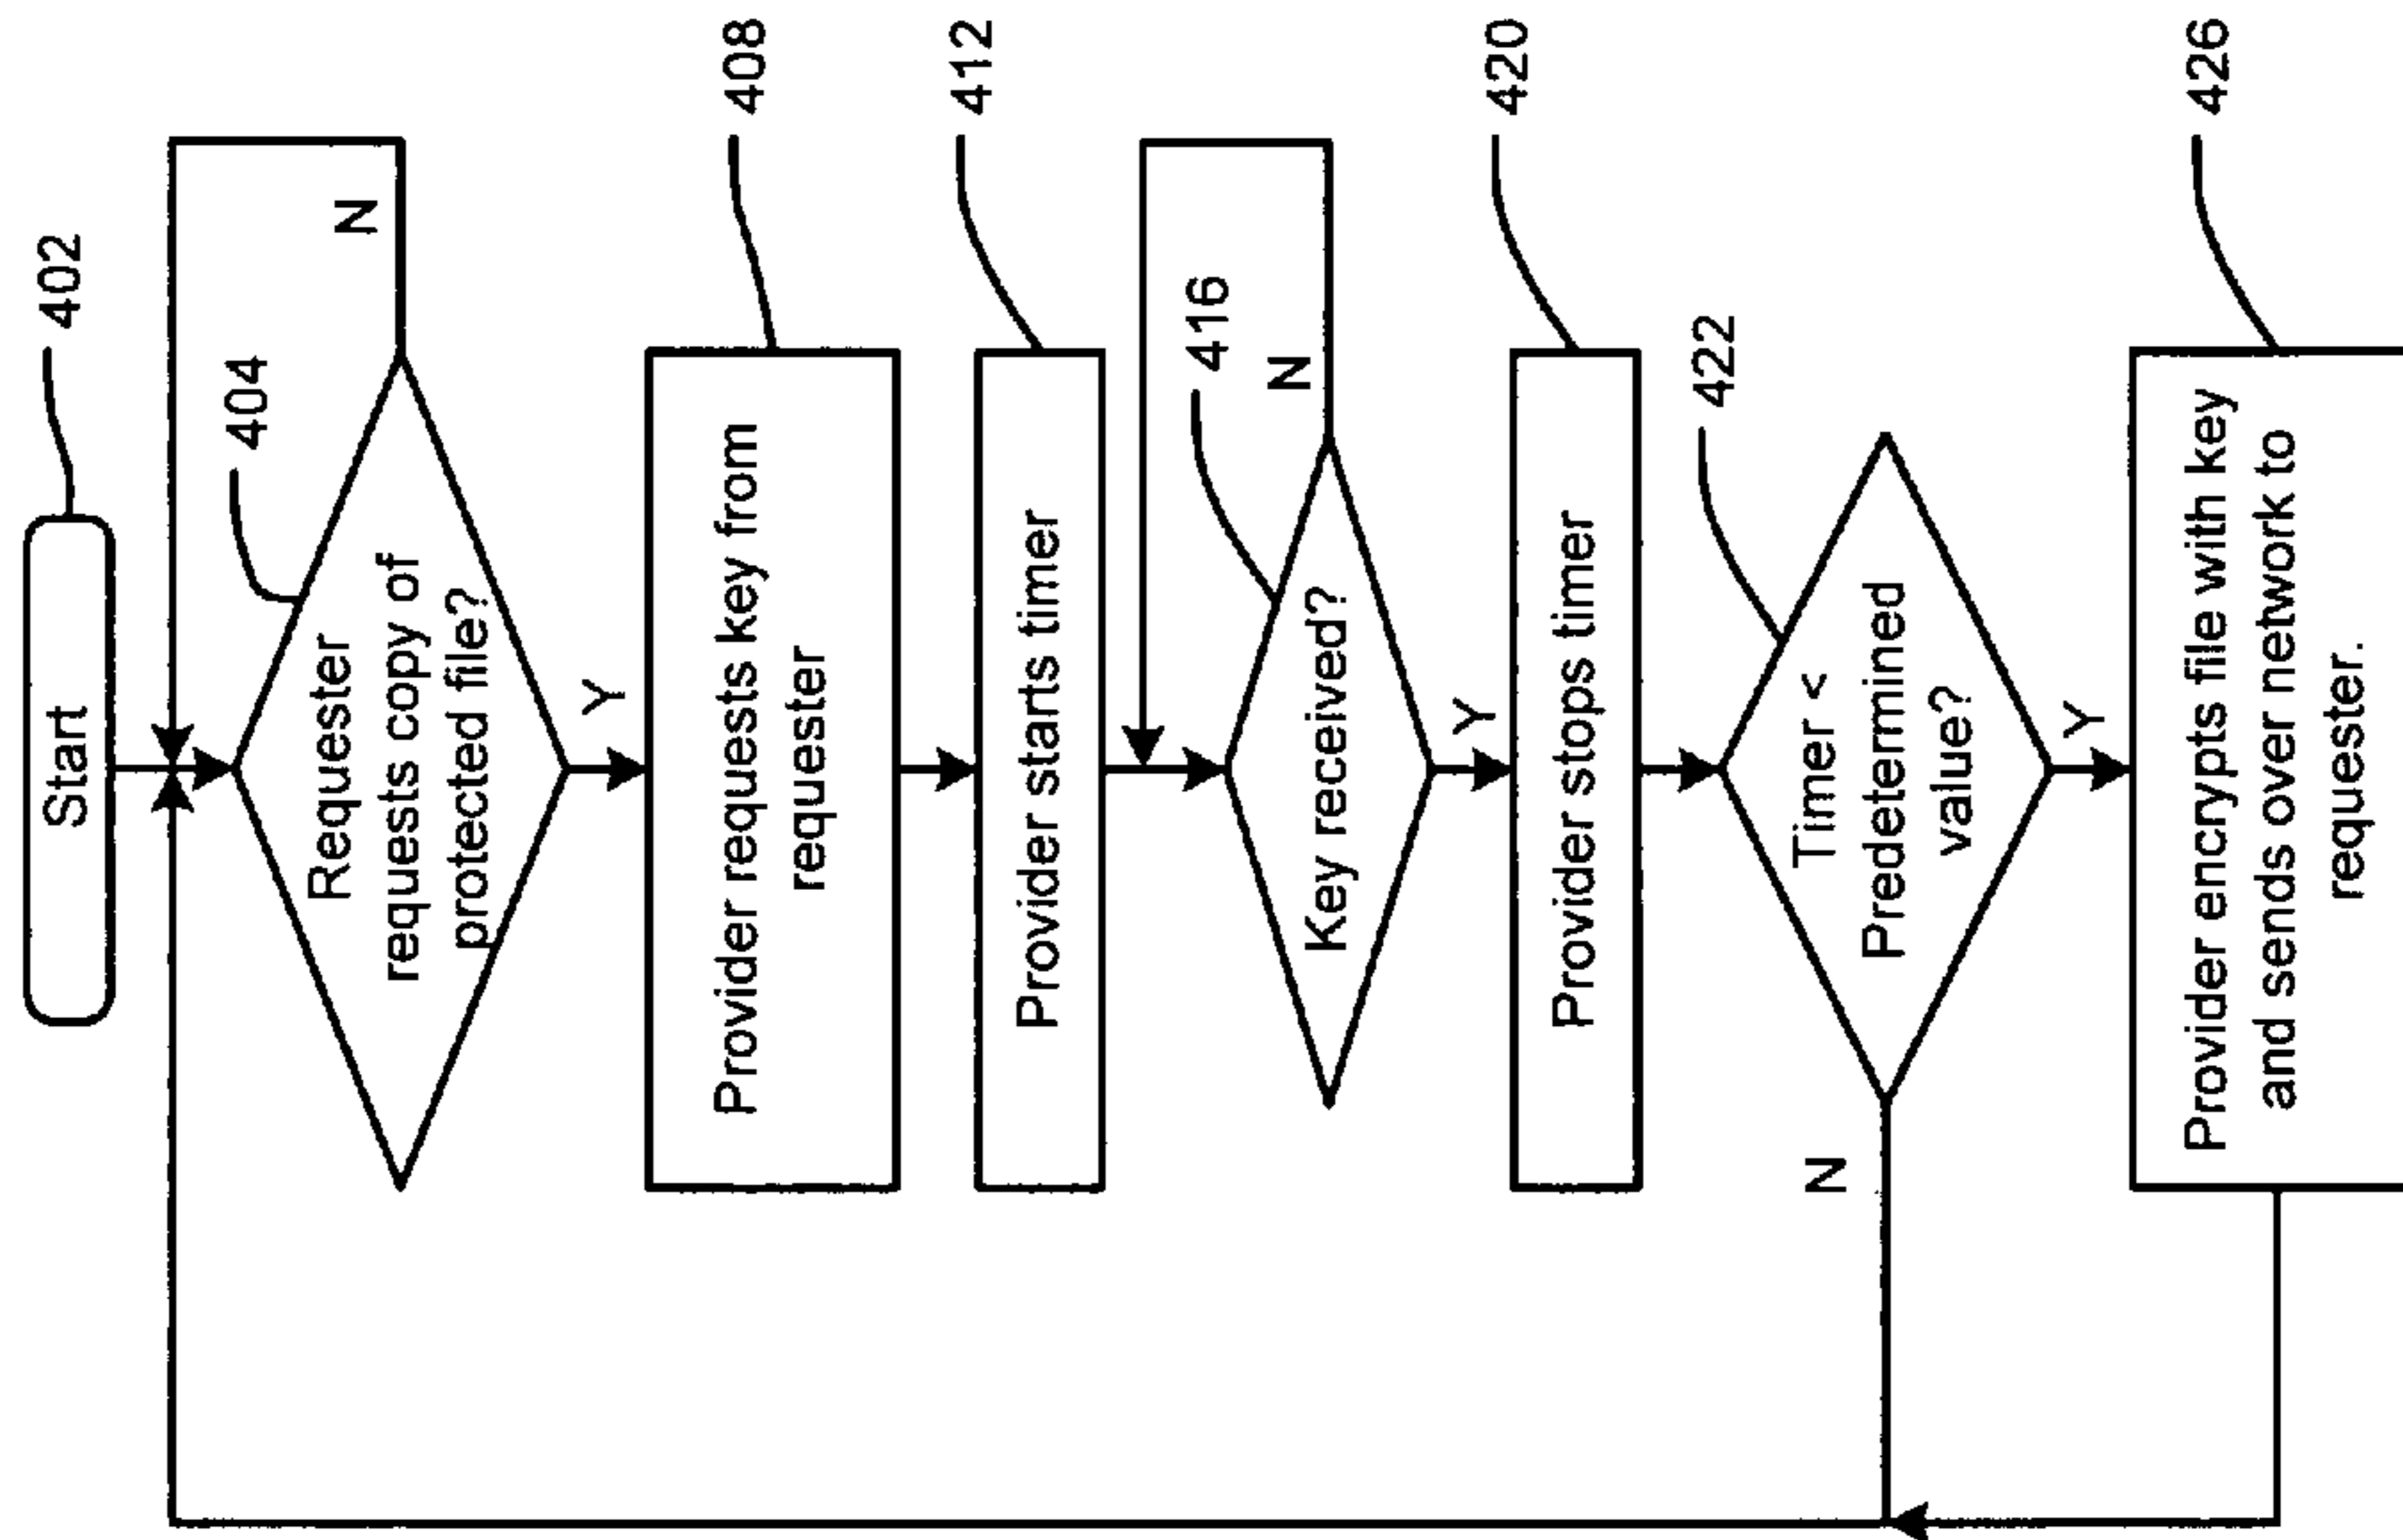 Start
402
404
Requester
requests copy of
protected file?
N
Y
Provider requests key from
requester
408
Provider starts timer
412
416
Key received?
N
Y
Provider stops timer
420
422
Timer <
Predetermined
value?
N
Y
Provider encrypts file with key
and sends over network to
requester.
426